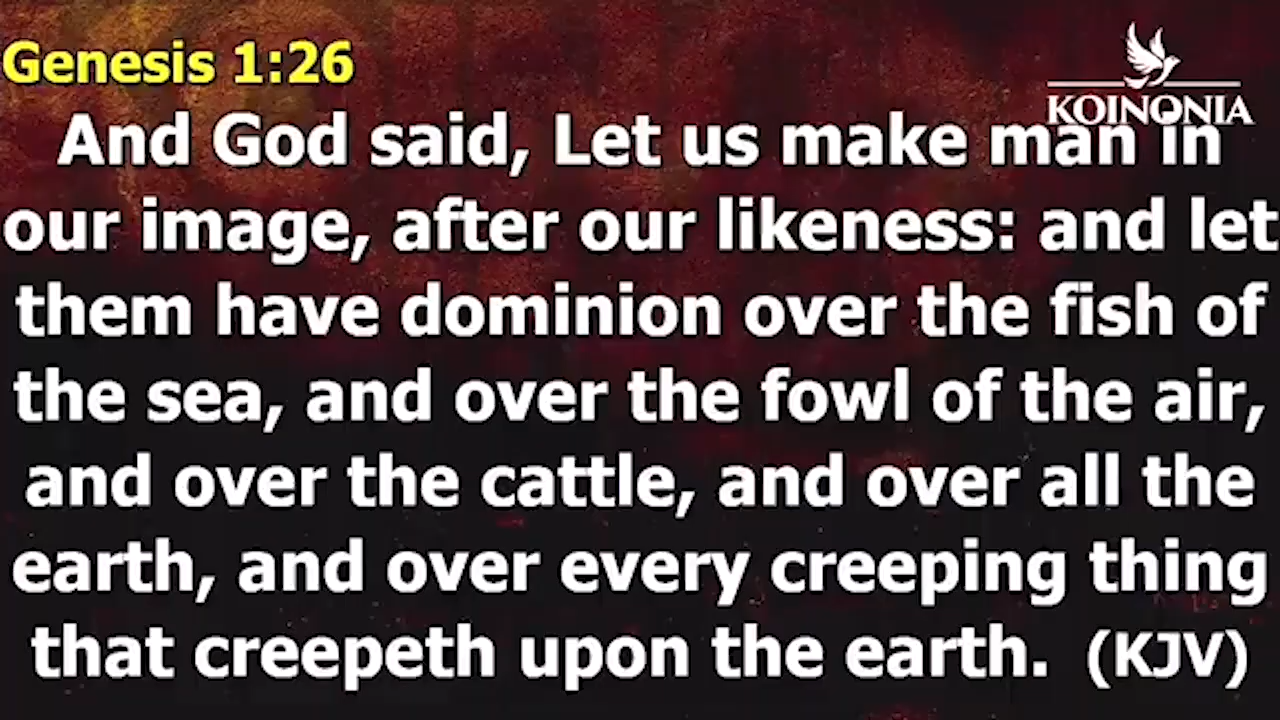 Genesis 1:26
KOINONIA
And God said, Let us make man in
our image, after our likeness: and let
them have dominion over the fish of
the sea, and over the fowl of the air,
and over the cattle, and over all the
earth, and over every creeping thing
that creepeth upon the earth. (KJV)